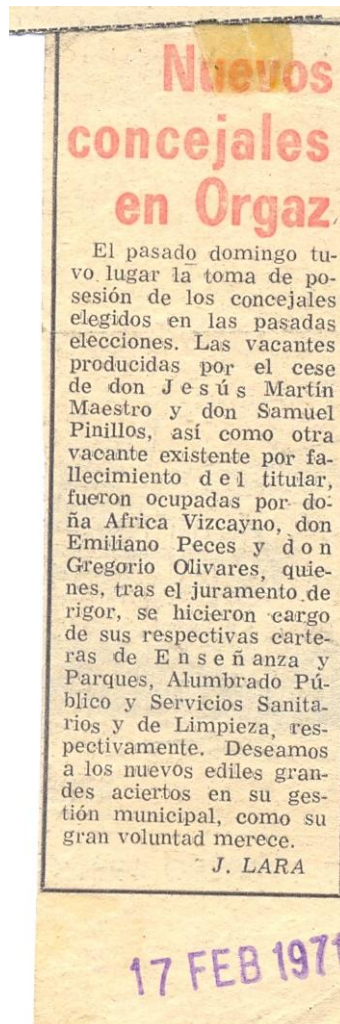 Nuevos
concejales
en Orgaz
El pasado domingo tu-
vo lugar la toma de po-
sesión de los concejales
elegidos en las pasadas
elecciones. Las vacantes
producidas por el cese
de don Jesús Martín
Maestro y don Samuel
Pinillos, así como otra
vacante existente por fa-
llecimiento del titular,
fueron ocupadas por do-
ña Africa Vizcayno, don
Emiliano Peces y don
Gregorio Olivares, quie-
nes, tras el juramento de
rigor, se hicieron cargo
de sus respectivas carte-
ras de Enseñanza y
Parques, Alumbrado Pú-
blico y Servicios Sanita-
rios y de Limpieza, res-
pectivamente. Deseamos
a los nuevos ediles gran-
des aciertos en su ges-
tión municipal, como su
gran voluntad merece.
J. LARA
17 FEB 1971